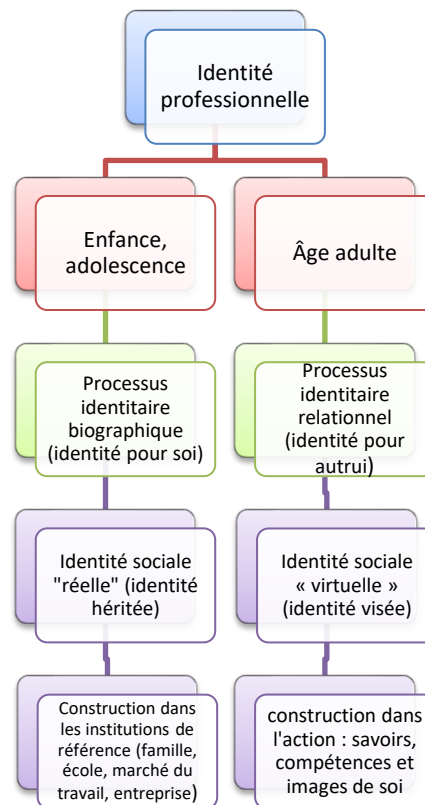 Identité
professionnelle
Enfance,
adolescence
Âge adulte
Processus
identitaire
biographique
(identité pour soi)
Processus
identitaire
relationnel
(identité pour
autrui)
Identité sociale
"réelle" (identité
héritée)
Identité sociale
« virtuelle »
(identité visée)
Construction dans
les institutions de
référence (famille,
école, marché du
travail, entreprise)
construction dans
l'action : savoirs,
compétences et
images de soi